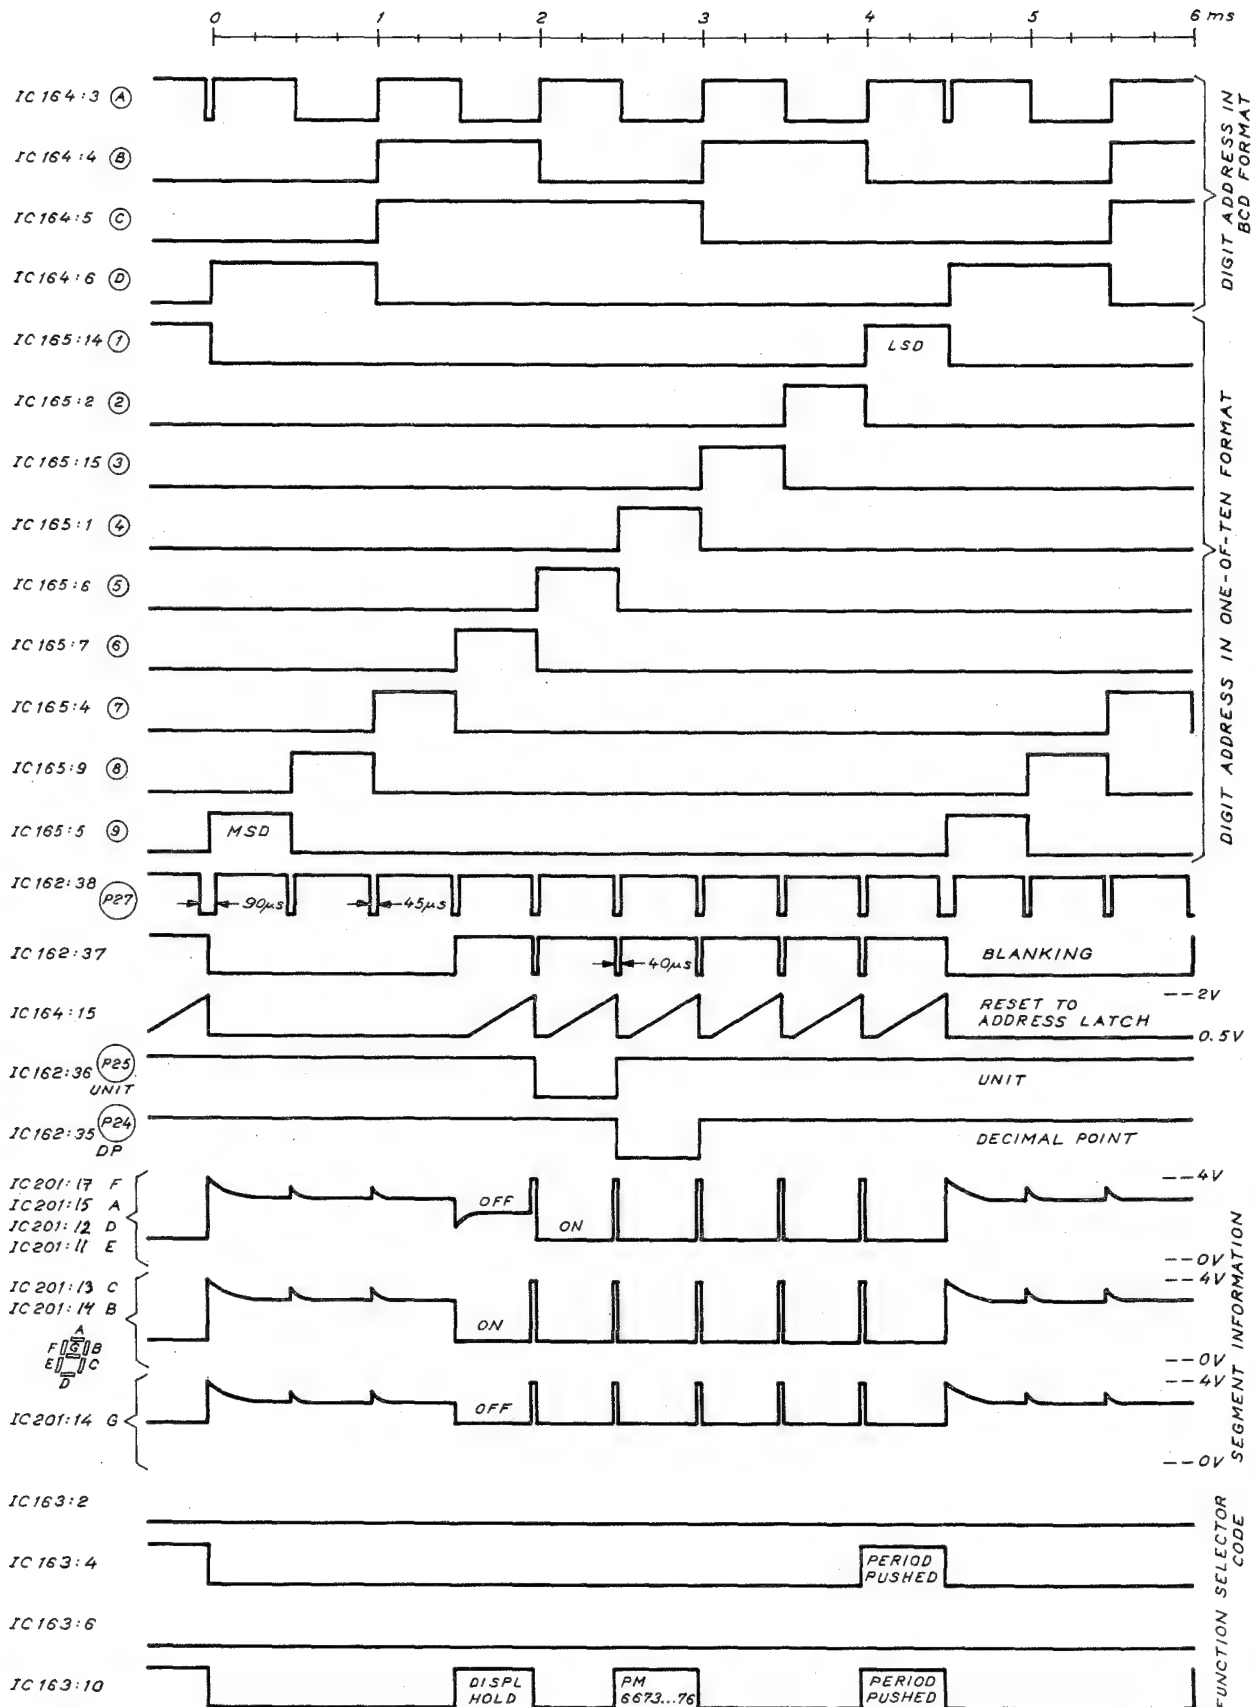 0 1 2 3 4 5 6 ms
IC 164:3 A
IC 164:4 B
IC 164:5 C
IC 164:6 D
DIGIT ADDRESS IN
BCD FORMAT
IC 165:14 1
LSD
IC 165:2 2
IC 165:15 3
IC 165:1 4
IC 165:6 5
IC 165:7 6
IC 165:4 7
IC 165:9 8
IC 165:5 9
MSD
DIGIT ADDRESS IN ONE-OF-TEN FORMAT
IC 162:38
P27
90µs
45µs
IC 162:37
40µs
BLANKING
IC 164:15
RESET TO
ADDRESS LATCH
--2V
0.5V
IC 162:36 P25
UNIT
UNIT
IC 162:35 P24
DP
DECIMAL POINT
IC 201:17 F
IC 201:15 A
IC 201:12 D
IC 201:11 E
OFF
ON
--4V
--0V
IC 201:13 C
IC 201:14 B
ON
--4V
--0V
A
F G B
E C
D
IC 201:14 G
OFF
--4V
--0V
SEGMENT INFORMATION
IC 163:2
IC 163:4
PERIOD
PUSHED
IC 163:6
IC 163:10
DISPL
HOLD
PM
6673...76
PERIOD
PUSHED
FUNCTION SELECTOR
CODE